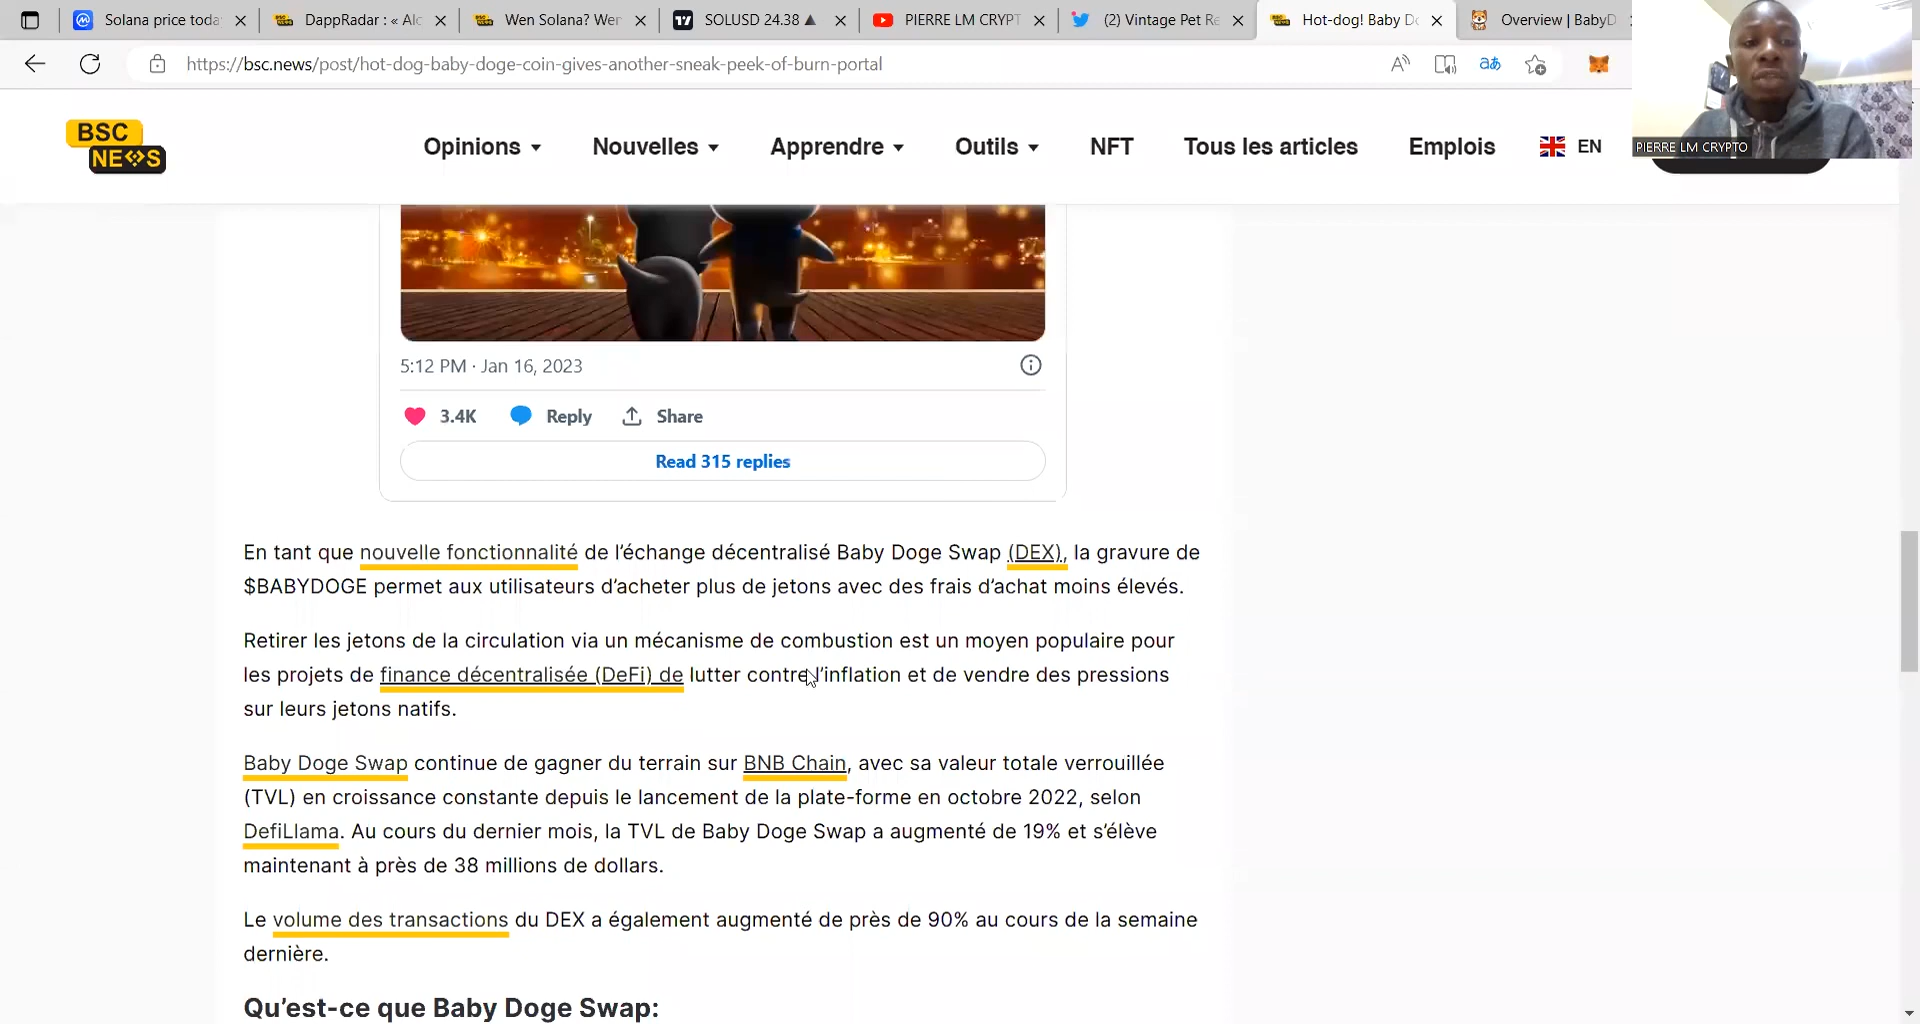 Solana price toda
DappRadar : « Alc
Wen Solana? Wer
SOLUSD 24.38 ▲
PIERRE LM CRYPT
(2) Vintage Pet Re
Hot-dog! Baby Do
Overview | BabyD
https://bsc.news/post/hot-dog-baby-doge-coin-gives-another-sneak-peek-of-burn-portal
PIERRE LM CRYPTO
BSC
NEWS
Opinions
Nouvelles
Apprendre
Outils
NFT
Tous les articles
Emplois
EN
5:12 PM · Jan 16, 2023
3.4K
Reply
Share
Read 315 replies
En tant que nouvelle fonctionnalité de l’échange décentralisé Baby Doge Swap (DEX), la gravure de
$BABYDOGE permet aux utilisateurs d’acheter plus de jetons avec des frais d’achat moins élevés.
Retirer les jetons de la circulation via un mécanisme de combustion est un moyen populaire pour
les projets de finance décentralisée (DeFi) de lutter contre l’inflation et de vendre des pressions
sur leurs jetons natifs.
Baby Doge Swap continue de gagner du terrain sur BNB Chain, avec sa valeur totale verrouillée
(TVL) en croissance constante depuis le lancement de la plate-forme en octobre 2022, selon
DefiLlama. Au cours du dernier mois, la TVL de Baby Doge Swap a augmenté de 19% et s’élève
maintenant à près de 38 millions de dollars.
Le volume des transactions du DEX a également augmenté de près de 90% au cours de la semaine
dernière.
Qu’est-ce que Baby Doge Swap: